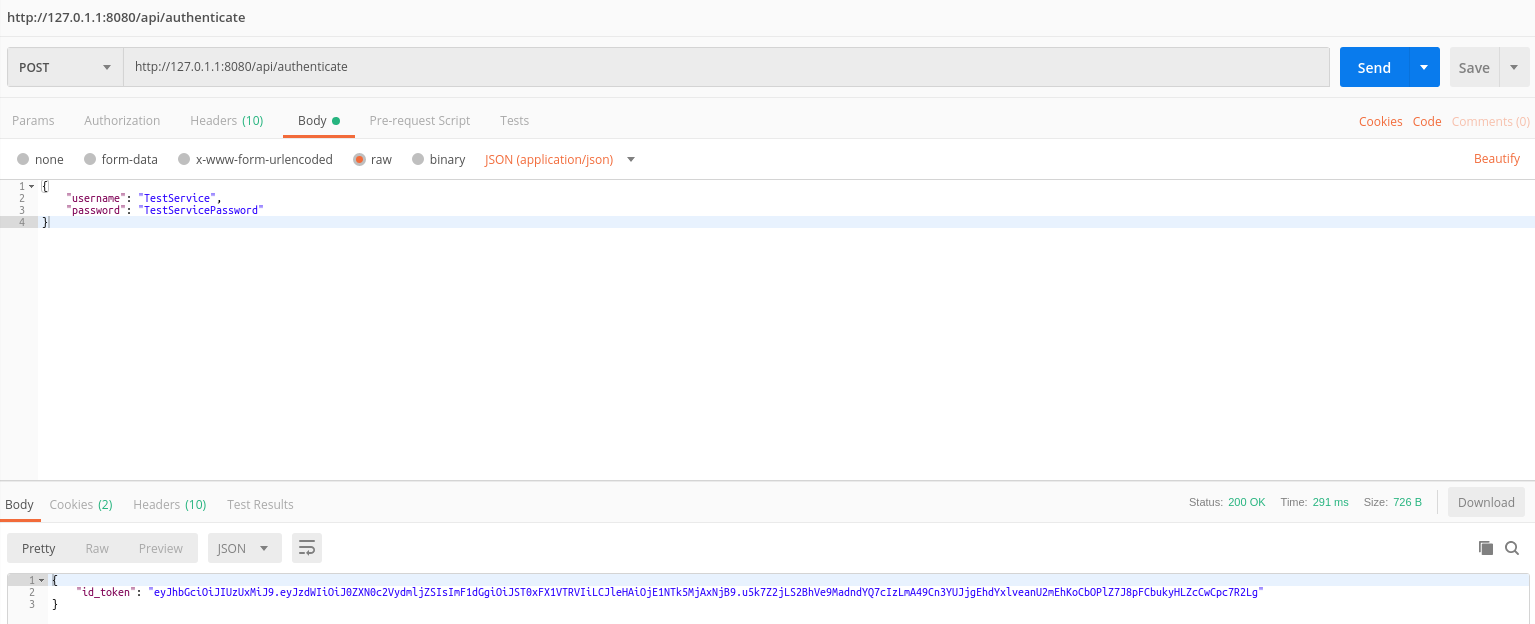 http://127.0.1.1:8080/api/authenticate
POST http://127.0.1.1:8080/api/authenticate Send Save
Params Authorization Headers (10) Body Pre-request Script Tests Cookies Code Comments (0)
none form-data x-www-form-urlencoded raw binary JSON (application/json) Beautify
1 {
2 "username": "TestService",
3 "password": "TestServicePassword"
4 }
Body Cookies (2) Headers (10) Test Results Status: 200 OK Time: 291 ms Size: 726 B Download
Pretty Raw Preview JSON
1 {
2 "id_token": "eyJhbGciOiJIUzUxMiJ9.eyJzdWIiOiJ0ZXN0c2VydmljZSIsImF1dGgiOiJST0xFX1VTRVIiLCJleHAiOjE1NTk5MjAxNjB9.u5k7Z2jLS2BhVe9MadndYQ7cIzLmA49Cn3YUJjgEhdYxlveanU2mEhKoCbOPlZ7J8pFCbukyHLZcCwCpc7R2Lg"
3 }